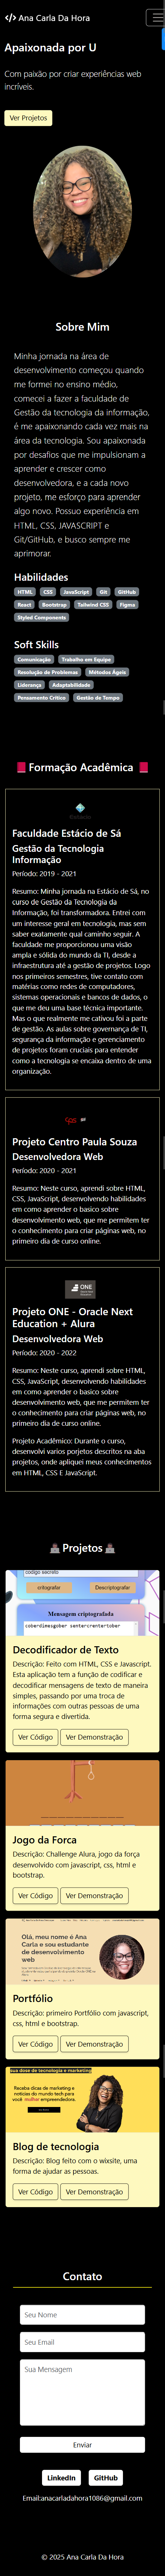 </> Ana Carla Da Hora
Apaixonada por U
Com paixão por criar experiências web
incríveis.
Ver Projetos
Sobre Mim
Minha jornada na área de
desenvolvimento começou quando
me formei no ensino médio,
comecei a fazer a faculdade de
Gestão da tecnologia da informação,
é me apaixonando cada vez mais na
área da tecnologia. Sou apaixonada
por desafios que me impulsionam a
aprender e crescer como
desenvolvedora, e a cada novo
projeto, me esforço para aprender
algo novo. Possuo experiência em
HTML, CSS, JAVASCRIPT e
Git/GitHub, e busco sempre me
aprimorar.
Habilidades
HTML CSS JavaScript Git GitHub
React Bootstrap Tailwind CSS Figma
Styled Components
Soft Skills
Comunicação Trabalho em Equipe
Resolução de Problemas Métodos Ágeis
Liderança Adaptabilidade
Pensamento Crítico Gestão de Tempo
Formação Acadêmica
Faculdade Estácio de Sá
Gestão da Tecnologia
Informação
Período: 2019 - 2021
Resumo: Minha jornada na Estácio de Sá, no
curso de Gestão da Tecnologia da
Informação, foi transformadora. Entrei com
um interesse geral em tecnologia, mas sem
saber exatamente qual caminho seguir. A
faculdade me proporcionou uma visão
ampla e sólida do mundo da TI, desde a
infraestrutura até a gestão de projetos. Logo
nos primeiros semestres, tive contato com
matérias como redes de computadores,
sistemas operacionais e bancos de dados, o
que me deu uma base técnica importante.
Mas o que realmente me cativou foi a parte
de gestão. As aulas sobre governança de TI,
segurança da informação e gerenciamento
de projetos foram cruciais para entender
como a tecnologia se encaixa dentro de uma
organização.
Projeto Centro Paula Souza
Desenvolvedora Web
Período: 2020 - 2021
Resumo: Neste curso, aprendi sobre HTML,
CSS, JavaScript, desenvolvendo habilidades
em como aprender o basico sobre
desenvolvimento web, que me permitem ter
o conhecimento para criar páginas web, no
primeiro dia de curso online.
ONE
Projeto ONE - Oracle Next
Education + Alura
Desenvolvedora Web
Período: 2020 - 2022
Resumo: Neste curso, aprendi sobre HTML,
CSS, JavaScript, desenvolvendo habilidades
em como aprender o basico sobre
desenvolvimento web, que me permitem ter
o conhecimento para criar páginas web, no
primeiro dia de curso online.
Projeto Acadêmico: Durante o curso,
desenvolvi varios porjetos descritos na aba
projetos, onde apliquei meus conhecimentos
em HTML, CSS E JavaScript.
Projetos
codigo secreto
critografar Descriptografar
Mensagem criptografada
coberdimesgober sentercrrentertober
Decodificador de Texto
Descrição: Feito com HTML, CSS e Javascript.
Esta aplicação tem a função de codificar e
decodificar mensagens de texto de maneira
simples, passando por uma troca de
informações com outras pessoas de uma
forma segura e divertida.
Ver Código Ver Demonstração
Jogo da Forca
Descrição: Challenge Alura, jogo da força
desenvolvido com javascript, css, html e
bootstrap.
Ver Código Ver Demonstração
Olá, meu nome é Ana
Carla e sou estudante
de desenvolvimento
web
Portfólio
Descrição: primeiro Portfólio com javascript,
css, html e bootstrap.
Ver Código Ver Demonstração
sua dose de tecnologia e marketing
Receba dicas de marketing e
notícias do mundo tech para
você mulher empreendedora.
Blog de tecnologia
Descrição: Blog feito com o wixsite, uma
forma de ajudar as pessoas.
Ver Código Ver Demonstração
Contato
Seu Nome
Seu Email
Sua Mensagem
Enviar
LinkedIn GitHub
Email:anacarladahora1086@gmail.com
© 2025 Ana Carla Da Hora